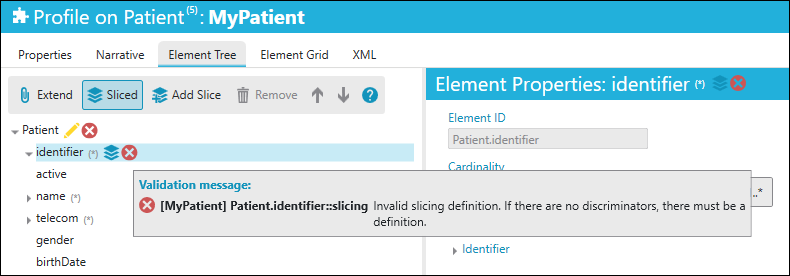 Profile on Patient(5): MyPatient
Properties Narrative Element Tree Element Grid XML
Extend Sliced Add Slice Remove ?
Patient
identifier (*)
active
name (*)
telecom (*)
gender
birthDate
Element Properties: identifier (*)
Element ID
Patient.identifier
Cardinality
..*
Validation message:
[MyPatient] Patient.identifier::slicing Invalid slicing definition. If there are no discriminators, there must be a
definition.
Identifier